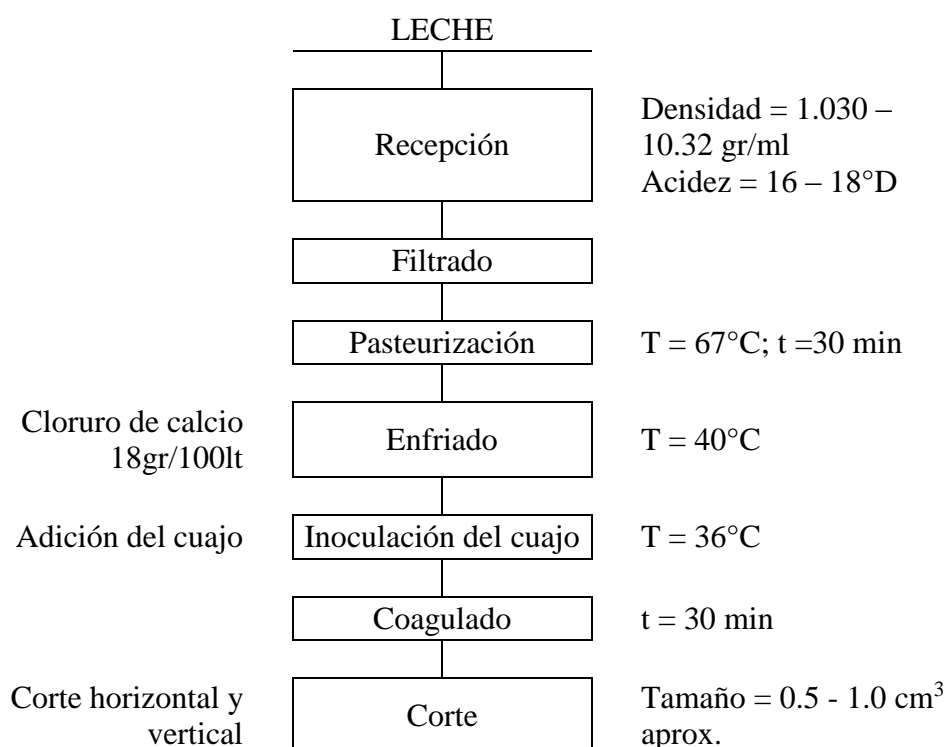 LECHE
Recepción
Densidad = 1.030 –
10.32 gr/ml
Acidez = 16 – 18°D
Filtrado
Pasteurización
T = 67°C; t =30 min
Cloruro de calcio
18gr/100lt
Enfriado
T = 40°C
Adición del cuajo
Inoculación del cuajo
T = 36°C
Coagulado
t = 30 min
Corte horizontal y
vertical
Corte
Tamaño = 0.5 - 1.0 cm³
aprox.